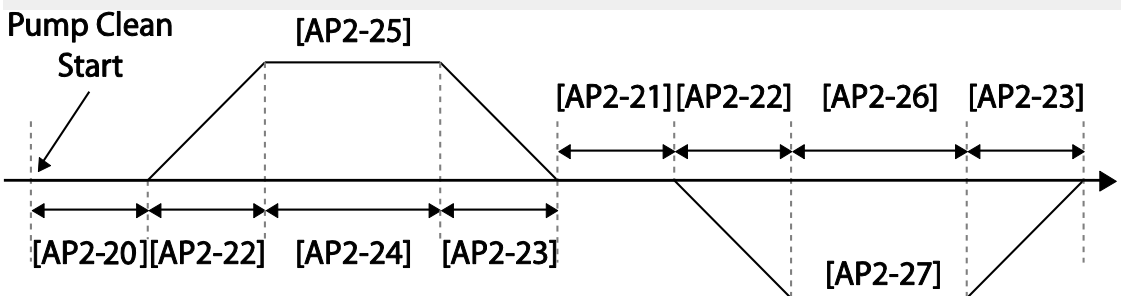 Pump Clean
Start
[AP2-25]
[AP2-21][AP2-22] [AP2-26] [AP2-23]
[AP2-20][AP2-22] [AP2-24] [AP2-23]
[AP2-27]